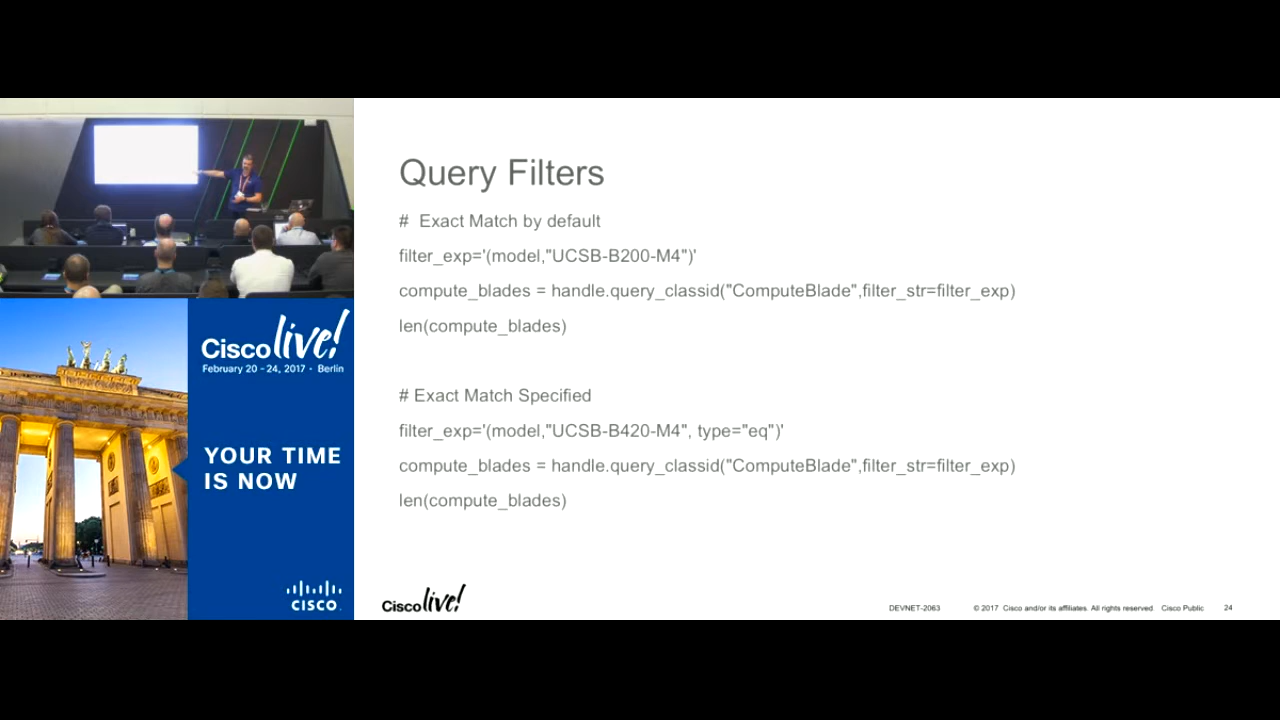 Query Filters
# Exact Match by default
filter_exp='(model,"UCSB-B200-M4")'
compute_blades = handle.query_classid("ComputeBlade",filter_str=filter_exp)
len(compute_blades)
# Exact Match Specified
filter_exp='(model,"UCSB-B420-M4", type="eq")'
compute_blades = handle.query_classid("ComputeBlade",filter_str=filter_exp)
len(compute_blades)
Cisco live!
February 20 - 24, 2017 · Berlin
YOUR TIME
IS NOW
CISCO
Cisco live!
DEVNET-2063 © 2017 Cisco and/or its affiliates. All rights reserved. Cisco Public 24